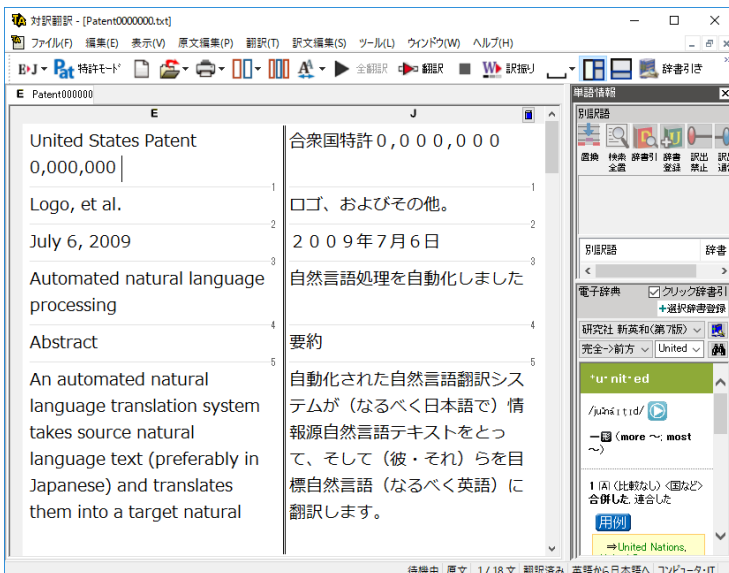 対訳翻訳 - [Patent0000000.txt]
ファイル(F) 編集(E) 表示(V) 原文編集(P) 翻訳(T) 訳文編集(S) ツール(L) ウィンドウ(W) ヘルプ(H)
E›J Pat 特許モード 全翻訳 翻訳 W 訳振り 辞書引き
E Patent000000
E J
United States Patent
0,000,000
合衆国特許０,０００,０００
1
Logo, et al.
ロゴ、およびその他。
2
July 6, 2009
２００９年７月６日
3
Automated natural language
processing
自然言語処理を自動化しました
4
Abstract
要約
5
An automated natural
language translation system
takes source natural
language text (preferably in
Japanese) and translates
them into a target natural
自動化された自然言語翻訳シス
テムが（なるべく日本語で）情
報源自然言語テキストをとっ
て、そして（彼・それ）らを目
標自然言語（なるべく英語）に
翻訳します。
単語情報
別訳語
置換 検索 辞書引 辞書 訳出
全置 登録 禁止
別訳語 辞書
電子辞典 クリック辞書引
+選択辞書登録
研究社 新英和(第7版)
完全->前方 United
+u･nit･ed
(more ～; most
～)
1 (比較なし) 〈国など〉
合併した, 連合した
用例
⇒United Nations,
待機中 原文 1/18 文 翻訳済み 英語から日本語へ コンピュータ･IT